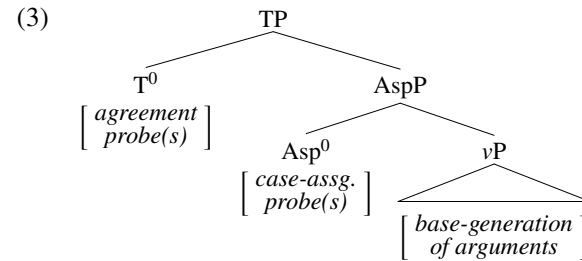 (3) TP
T⁰ AspP
[ agreement
probe(s) ]
Asp⁰ vP
[ case-assg.
probe(s) ]
[ base-generation
of arguments ]